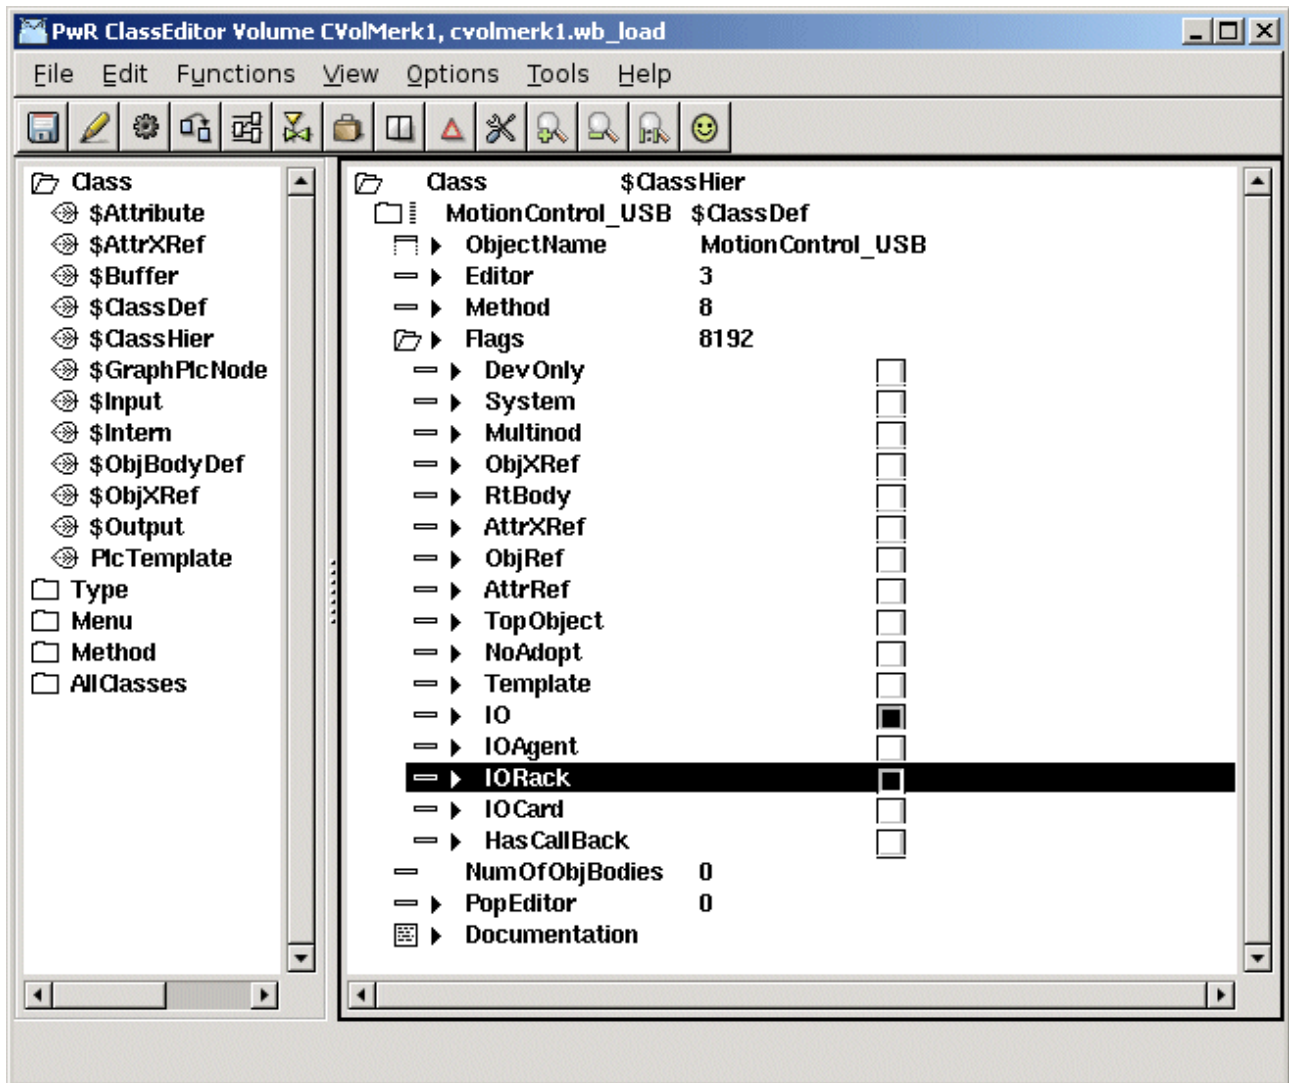 PwR ClassEditor Volume CVolMerk1, cvolmerk1.wb_load
File Edit Functions View Options Tools Help
Class
$Attribute
$AttrXRef
$Buffer
$ClassDef
$ClassHier
$GraphPlcNode
$Input
$Intern
$ObjBodyDef
$ObjXRef
$Output
PlcTemplate
Type
Menu
Method
AllClasses
Class $ClassHier
MotionControl_USB $ClassDef
ObjectName MotionControl_USB
Editor 3
Method 8
Flags 8192
DevOnly
System
Multinod
ObjXRef
RtBody
AttrXRef
ObjRef
AttrRef
TopObject
NoAdopt
Template
IO
IOAgent
IORack
IOCard
HasCallBack
NumOfObjBodies 0
PopEditor 0
Documentation